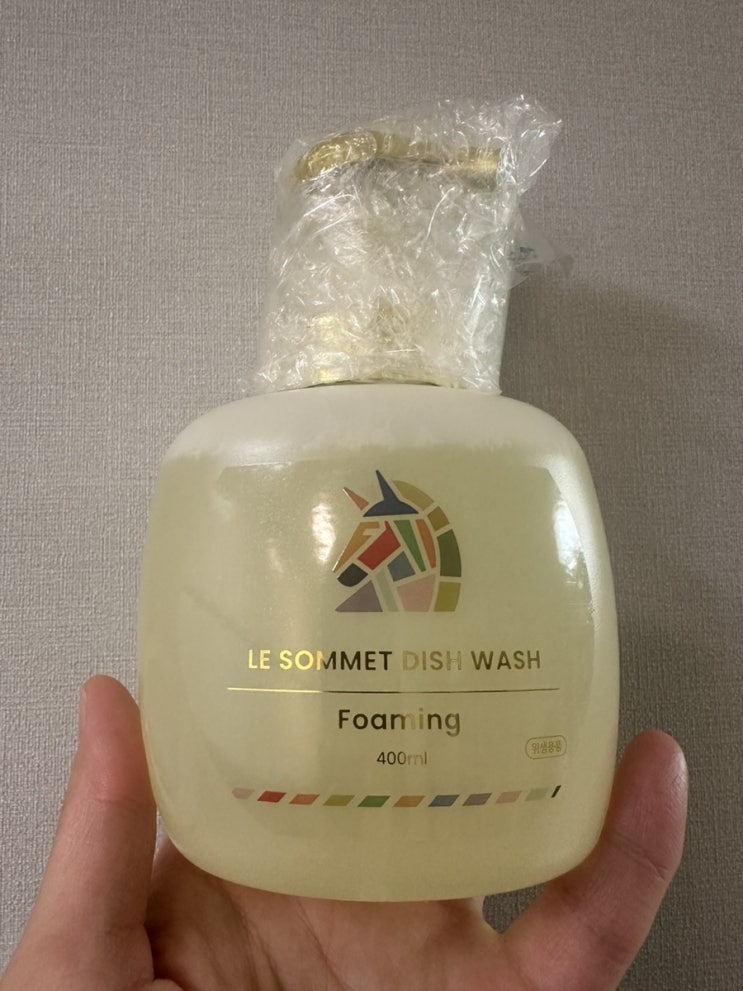 LE SOMMET DISH WASH
Foaming
400ml
위생용품